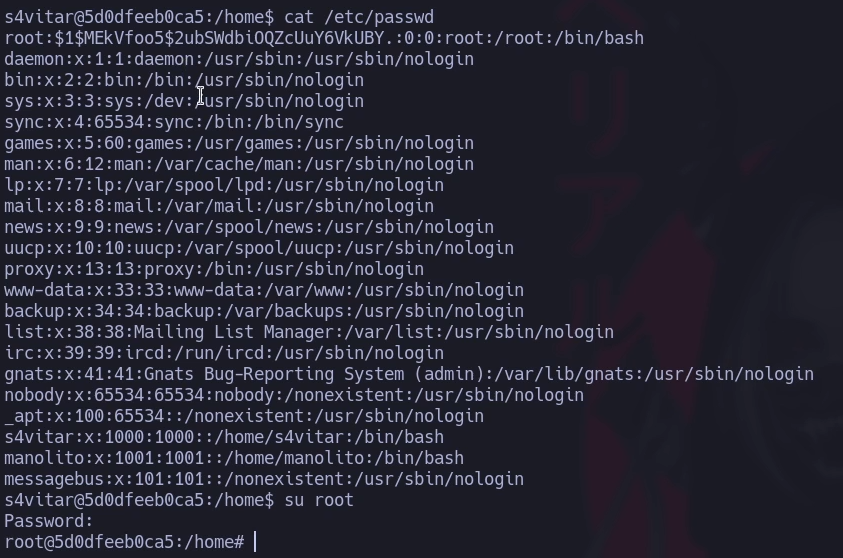 s4vitar@5d0dfeeb0ca5:/home$ cat /etc/passwd
root:$1$MEkVfoo5$2ubSWdbiOQZcUuY6VkUBY.:0:0:root:/root:/bin/bash
daemon:x:1:1:daemon:/usr/sbin:/usr/sbin/nologin
bin:x:2:2:bin:/bin:/usr/sbin/nologin
sys:x:3:3:sys:/dev:/usr/sbin/nologin
sync:x:4:65534:sync:/bin:/bin/sync
games:x:5:60:games:/usr/games:/usr/sbin/nologin
man:x:6:12:man:/var/cache/man:/usr/sbin/nologin
lp:x:7:7:lp:/var/spool/lpd:/usr/sbin/nologin
mail:x:8:8:mail:/var/mail:/usr/sbin/nologin
news:x:9:9:news:/var/spool/news:/usr/sbin/nologin
uucp:x:10:10:uucp:/var/spool/uucp:/usr/sbin/nologin
proxy:x:13:13:proxy:/bin:/usr/sbin/nologin
www-data:x:33:33:www-data:/var/www:/usr/sbin/nologin
backup:x:34:34:backup:/var/backups:/usr/sbin/nologin
list:x:38:38:Mailing List Manager:/var/list:/usr/sbin/nologin
irc:x:39:39:ircd:/run/ircd:/usr/sbin/nologin
gnats:x:41:41:Gnats Bug-Reporting System (admin):/var/lib/gnats:/usr/sbin/nologin
nobody:x:65534:65534:nobody:/nonexistent:/usr/sbin/nologin
_apt:x:100:65534::/nonexistent:/usr/sbin/nologin
s4vitar:x:1000:1000::/home/s4vitar:/bin/bash
manolito:x:1001:1001::/home/manolito:/bin/bash
messagebus:x:101:101::/nonexistent:/usr/sbin/nologin
s4vitar@5d0dfeeb0ca5:/home$ su root
Password:
root@5d0dfeeb0ca5:/home#